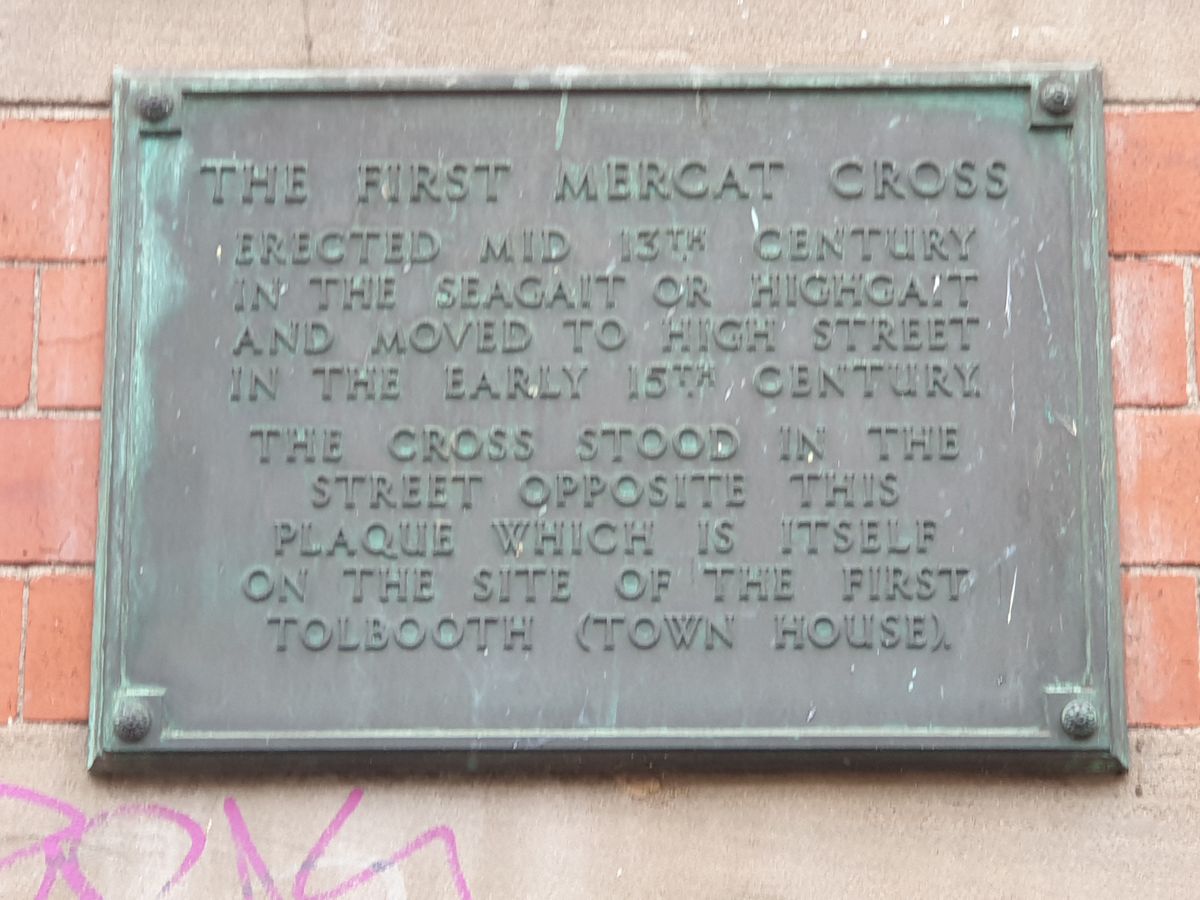 THE FIRST MERCAT CROSS
ERECTED MID 13TH CENTURY
IN THE SEAGAIT OR HIGHGAIT
AND MOVED TO HIGH STREET
IN THE EARLY 15TH CENTURY.
THE CROSS STOOD IN THE
STREET OPPOSITE THIS
PLAQUE WHICH IS ITSELF
ON THE SITE OF THE FIRST
TOLBOOTH (TOWN HOUSE).